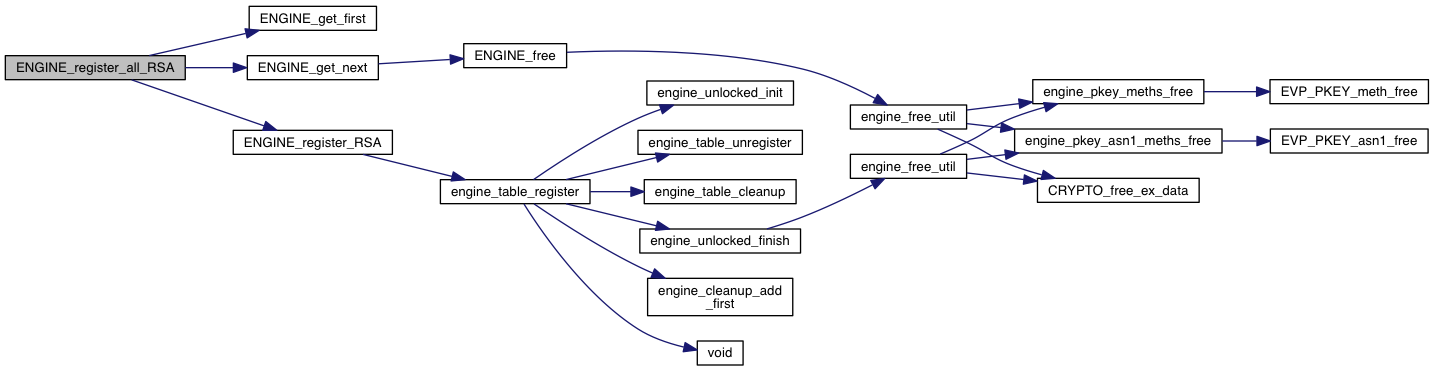 ENGINE_get_first
ENGINE_register_all_RSA
ENGINE_get_next
ENGINE_register_RSA
ENGINE_free
engine_table_register
engine_unlocked_init
engine_table_unregister
engine_table_cleanup
engine_unlocked_finish
engine_cleanup_add
_first
void
engine_free_util
engine_free_util
engine_pkey_meths_free
engine_pkey_asn1_meths_free
CRYPTO_free_ex_data
EVP_PKEY_meth_free
EVP_PKEY_asn1_free